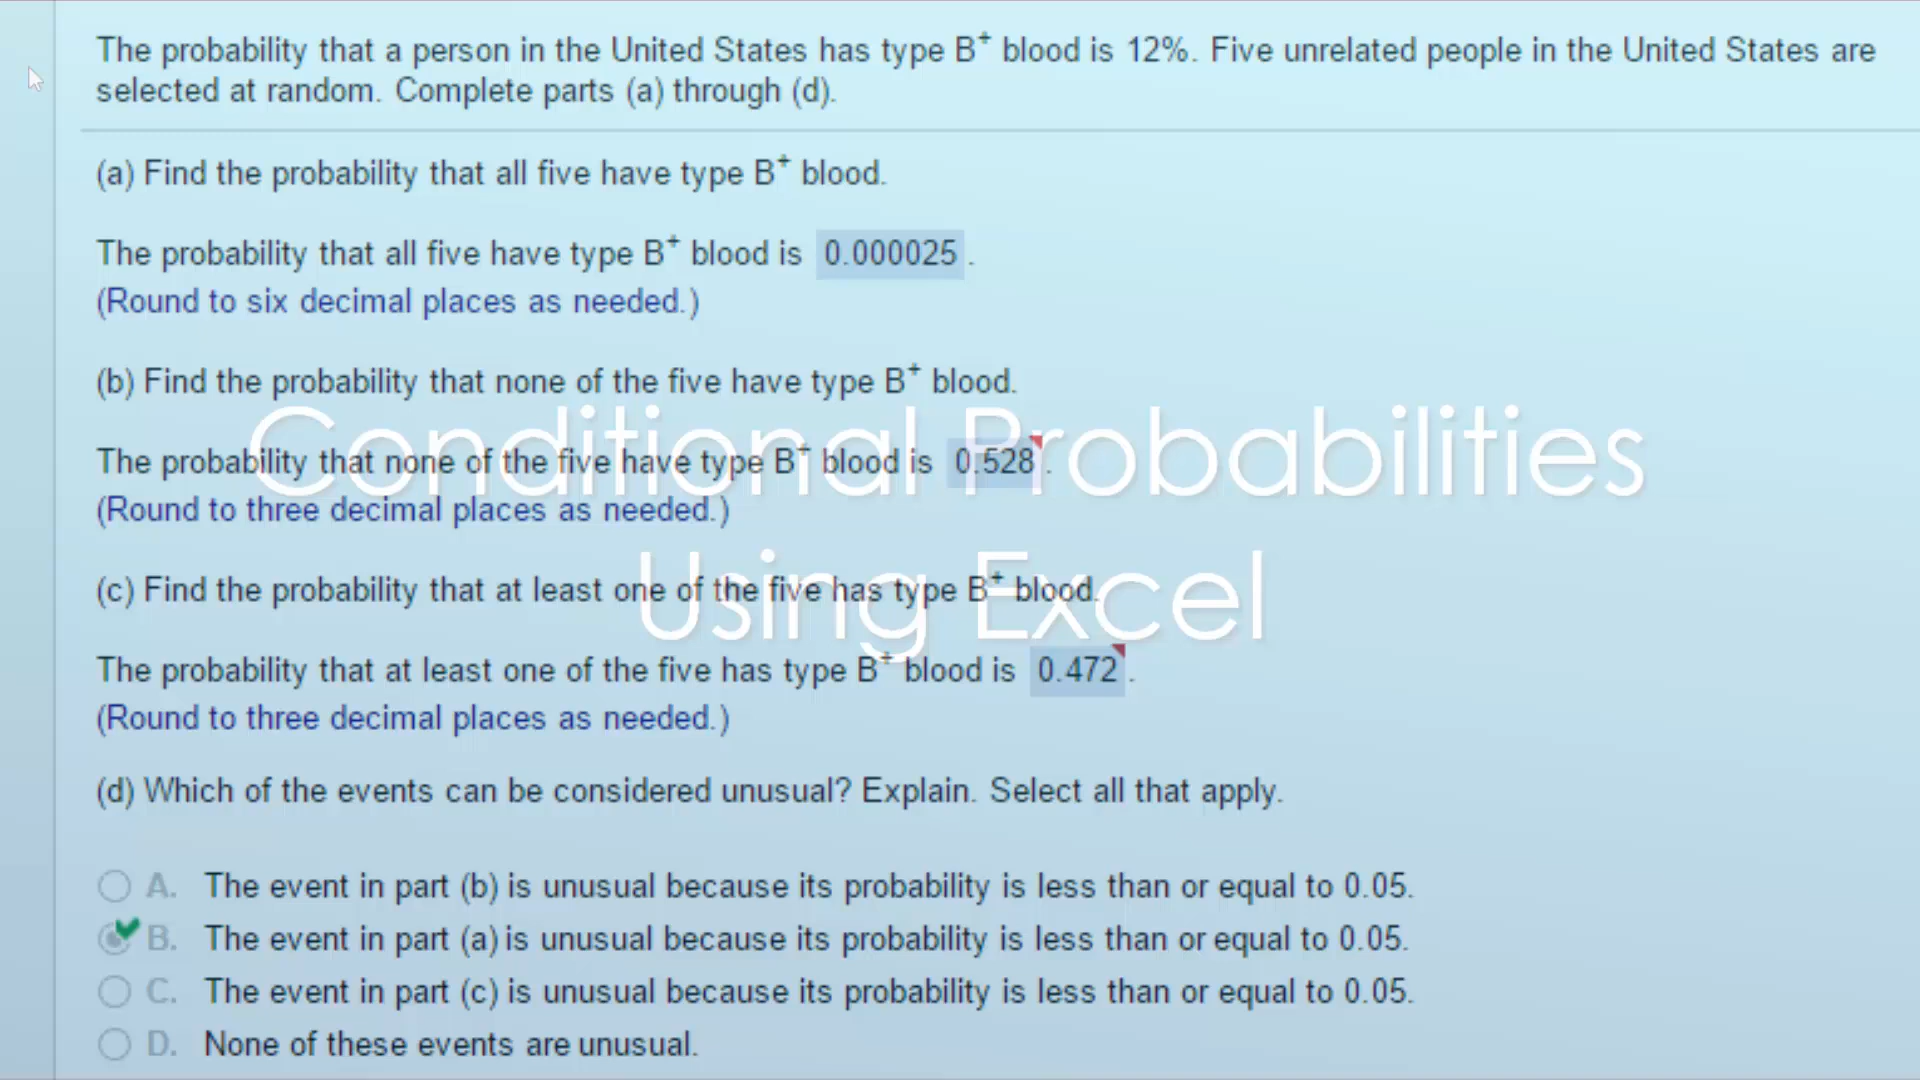 The probability that a person in the United States has type B⁺ blood is 12%. Five unrelated people in the United States are
selected at random. Complete parts (a) through (d).
(a) Find the probability that all five have type B⁺ blood.
The probability that all five have type B⁺ blood is 0.000025.
(Round to six decimal places as needed.)
(b) Find the probability that none of the five have type B⁺ blood.
Conditional Probabilities
The probability that none of the five have type B⁺ blood is 0.528.
(Round to three decimal places as needed.)
Using Excel
(c) Find the probability that at least one of the five has type B⁺ blood.
The probability that at least one of the five has type B⁺ blood is 0.472.
(Round to three decimal places as needed.)
(d) Which of the events can be considered unusual? Explain. Select all that apply.
A. The event in part (b) is unusual because its probability is less than or equal to 0.05.
B. The event in part (a) is unusual because its probability is less than or equal to 0.05.
C. The event in part (c) is unusual because its probability is less than or equal to 0.05.
D. None of these events are unusual.